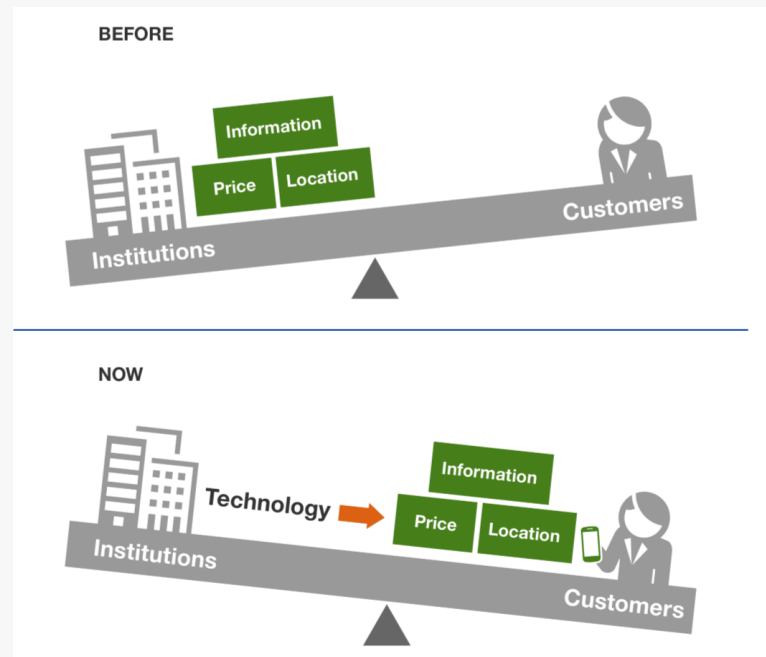 BEFORE
Information
Price
Location
Institutions
Customers
NOW
Technology
Information
Price
Location
Institutions
Customers